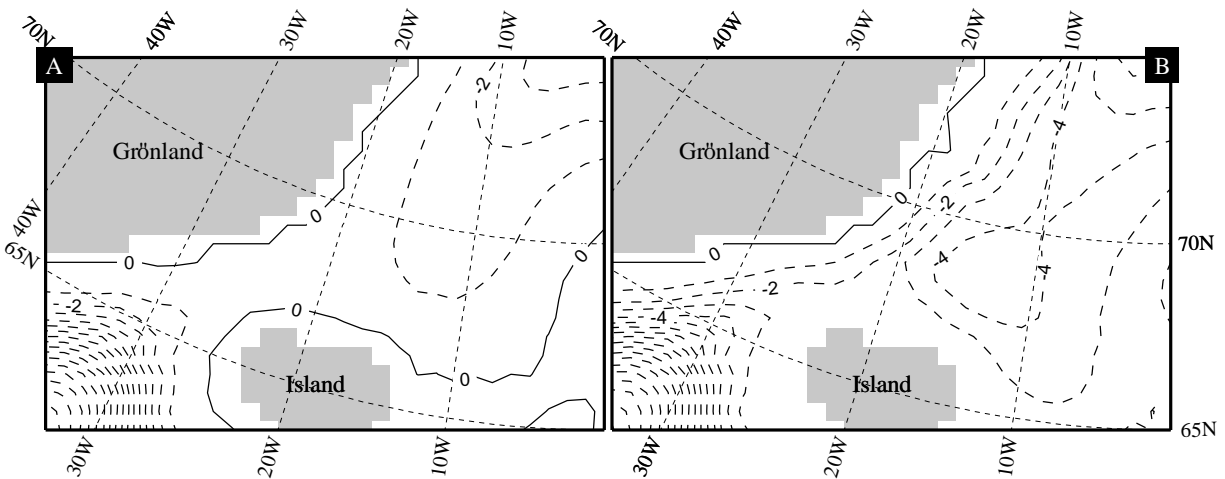 70N 40W 30W 20W 10W 70N 40W 30W 20W 10W
A B
-2
-4
Grönland Grönland
40W 0 0 -2
65N 0 0 0 -4 -4 70N
-2 0 -2
-4
Island 0 Island
65N
30W 20W 10W 30W 20W 10W